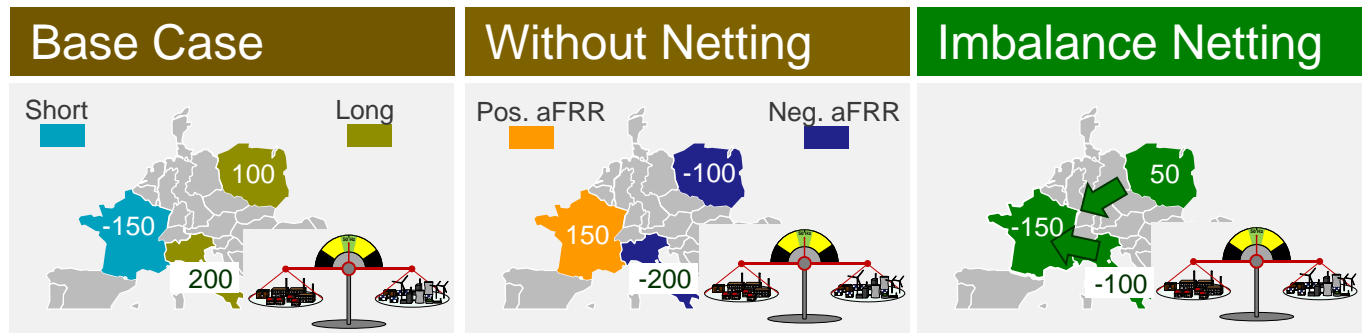 Base Case
Short
Long
100
-150
200
Without Netting
Pos. aFRR
Neg. aFRR
-100
150
-200
Imbalance Netting
50
-150
-100